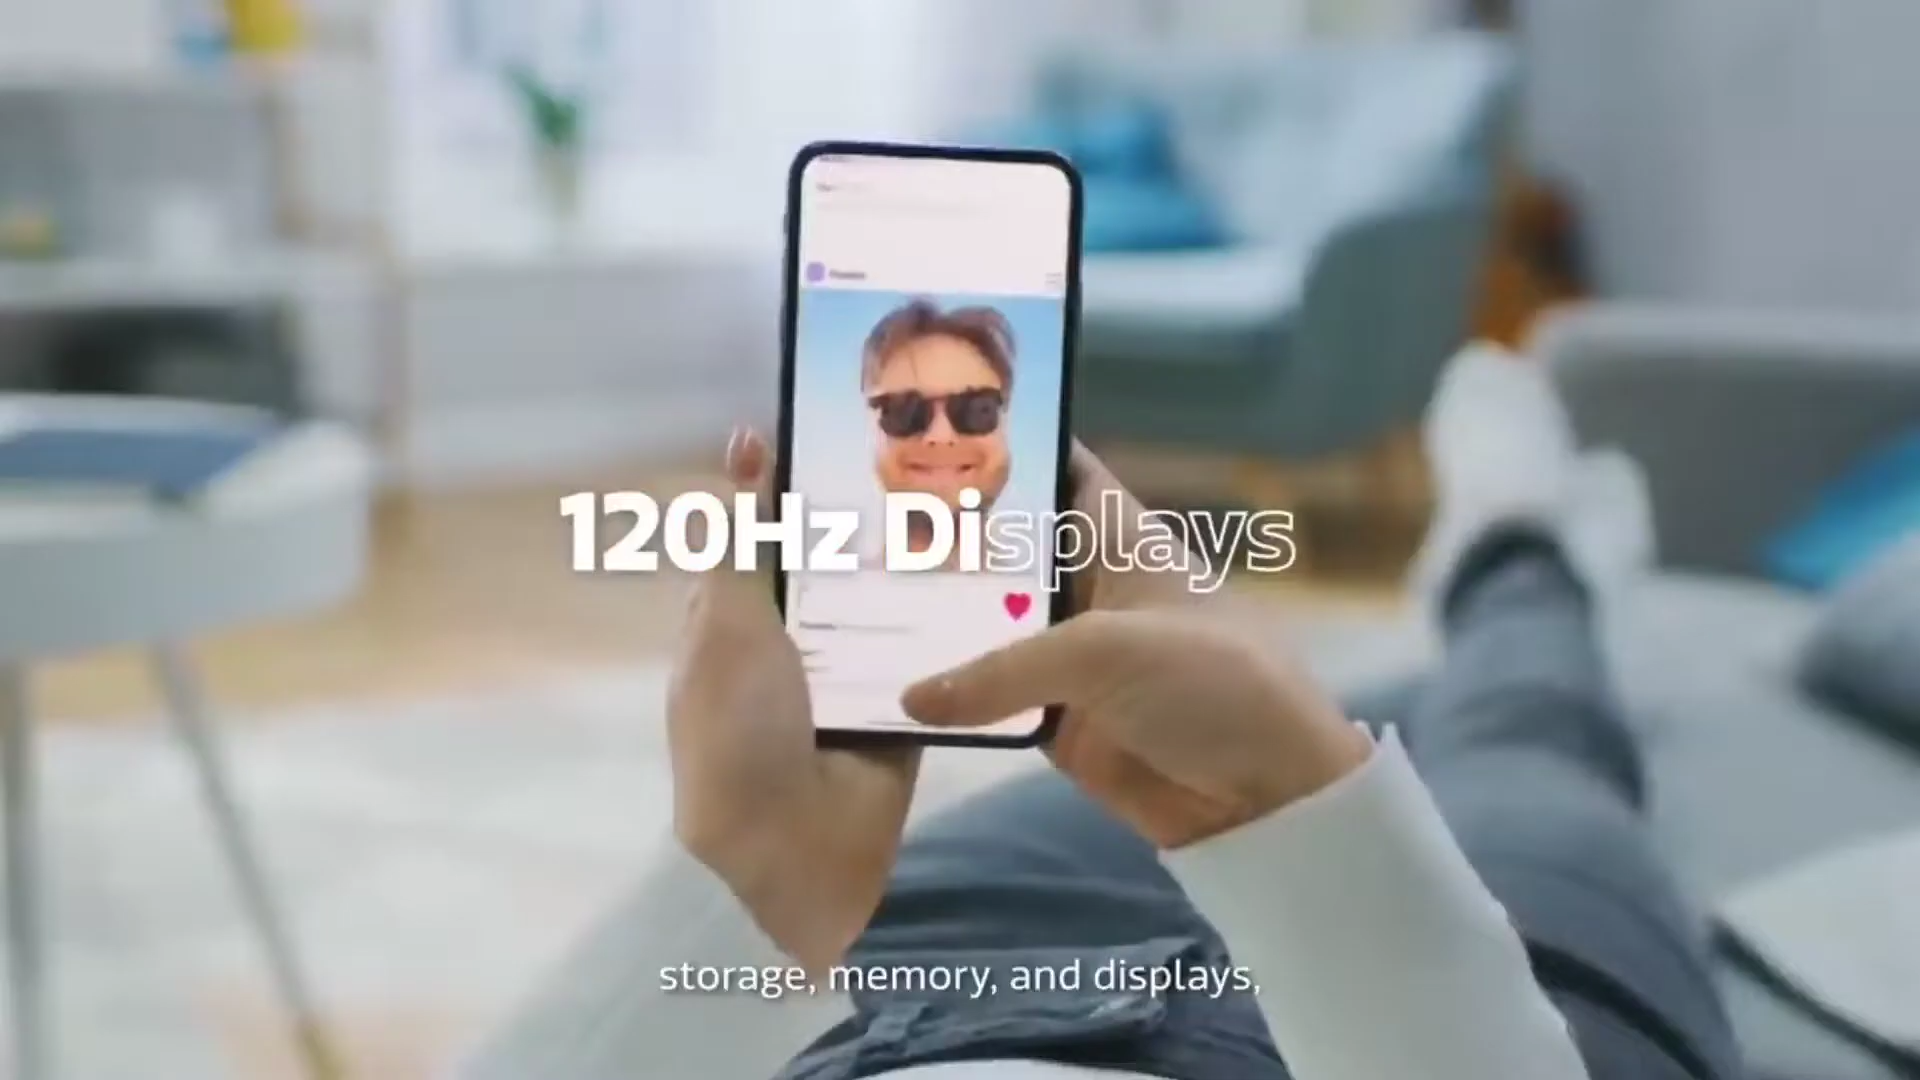 120Hz Displays
storage, memory, and displays,